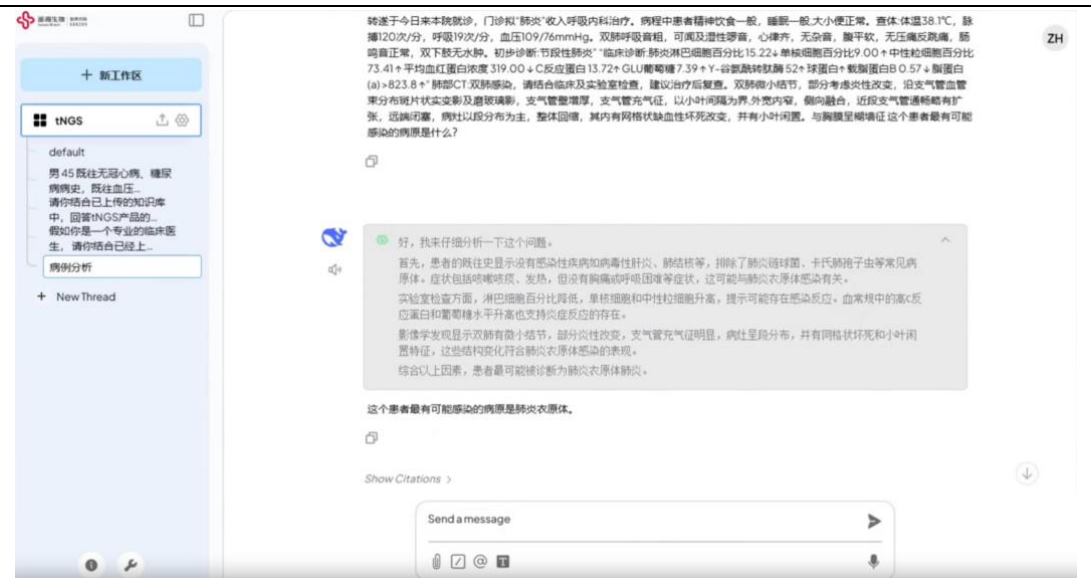 转遂于今日来本院就诊，门诊拟"肺炎"收入呼吸内科治疗。病程中患者精神饮食一般，睡眠一般，大小便正常。查体：体温38.1℃，脉
搏120次/分，呼吸19次/分，血压109/76mmHg。双肺呼吸音粗，可闻及湿性啰音，心律齐，无杂音，腹平软，无压痛反跳痛，肠
鸣音正常，双下肢无水肿。初步诊断:节段性肺炎" "临床诊断:肺炎淋巴细胞百分比 15.22↓单核细胞百分比9.00↑中性粒细胞百分比
73.41↑平均血红蛋白浓度 319.00↓C反应蛋白13.72↑GLU葡萄糖7.39↑Y-谷氨酰转肽酶 52↑球蛋白↑载脂蛋白B 0.57↓脂蛋白
(a)>823.8↑" 肺部CT:双肺感染，请结合临床及实验室检查，建议治疗后复查。双肺微小结节，部分考虑炎性改变，沿支气管血管
束分布斑片状实变影及磨玻璃影，支气管壁增厚，支气管充气征，以小叶间隔为界.外宽内窄，侧向融合，近段支气管通畅略有扩
张，远端闭塞，病灶以段分布为主，整体回缩，其内有网格状缺血性坏死改变，并有小叶闲置。与胸膜呈糊墙征 这个患者最有可能
感染的病原是什么?
ZH
+ 新工作区
tNGS
default
男 45 既往无冠心病、糖尿
病病史，既往血压...
请你结合已上传的知识库
中，回答tNGS产品的...
假如你是一个专业的临床医
生，请你结合已经上...
病例分析
+ New Thread
好，我来仔细分析一下这个问题。
首先，患者的既往史显示没有感染性疾病如病毒性肝炎、肺结核等，排除了肺炎链球菌、卡氏肺孢子虫等常见病
原体。症状包括咳嗽咳痰、发热，但没有胸痛或呼吸困难等症状，这可能与肺炎衣原体感染有关。
实验室检查方面，淋巴细胞百分比降低，单核细胞和中性粒细胞升高，提示可能存在感染反应。血常规中的高C反
应蛋白和葡萄糖水平升高也支持炎症反应的存在。
影像学发现显示双肺有微小结节，部分炎性改变，支气管充气征明显，病灶呈段分布，并有网格状坏死和小叶闲
置特征，这些结构变化符合肺炎衣原体感染的表现。
综合以上因素，患者最可能被诊断为肺炎衣原体肺炎。
这个患者最有可能感染的病原是肺炎衣原体。
Show Citations >
Send a message